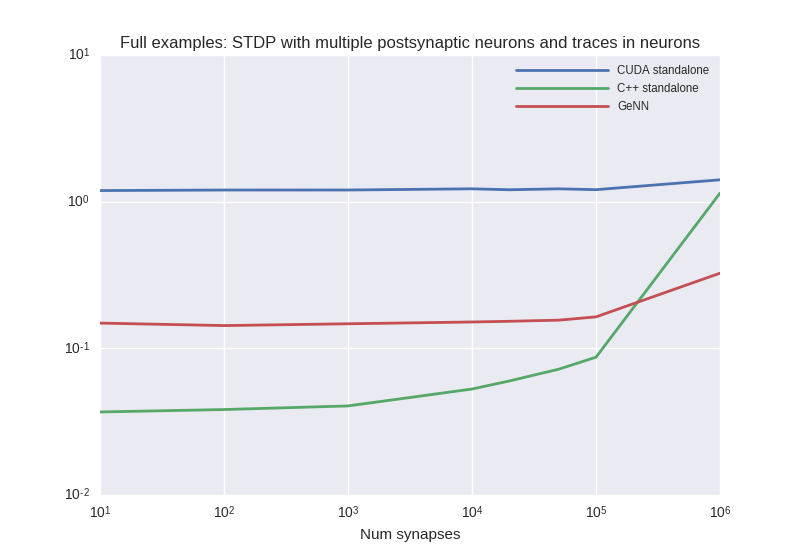 Full examples: STDP with multiple postsynaptic neurons and traces in neurons
10¹
CUDA standalone
C++ standalone
GeNN
10⁰
10⁻¹
10⁻²
10¹ 10² 10³ 10⁴ 10⁵ 10⁶
Num synapses